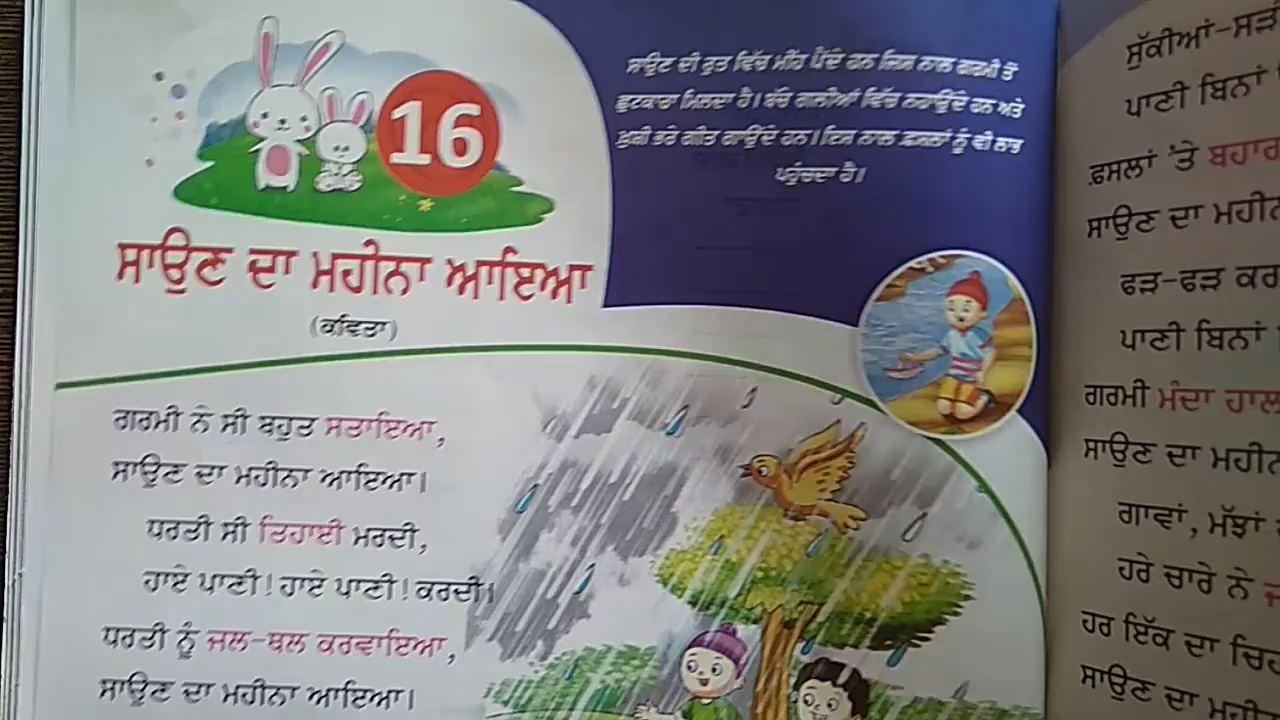 16
ਸਾਉਣ ਦੀ ਰੁਤ ਵਿੱਚ ਮੀਂਹ ਪੈਂਦੇ ਹਨ ਜਿਸ ਨਾਲ ਗਰਮੀ ਤੋਂ
ਛੁਟਕਾਰਾ ਮਿਲਦਾ ਹੈ। ਬੱਚੇ ਗਲੀਆਂ ਵਿੱਚ ਨਹਾਉਂਦੇ ਹਨ ਅਤੇ
ਖ਼ੁਸ਼ੀ ਭਰੇ ਗੀਤ ਗਾਉਂਦੇ ਹਨ। ਇਸ ਨਾਲ ਫ਼ਸਲਾਂ ਨੂੰ ਵੀ ਲਾਭ
ਪਹੁੰਚਦਾ ਹੈ।
ਸਾਉਣ ਦਾ ਮਹੀਨਾ ਆਇਆ
(ਕਵਿਤਾ)
ਗਰਮੀ ਨੇ ਸੀ ਬਹੁਤ ਸਤਾਇਆ,
ਸਾਉਣ ਦਾ ਮਹੀਨਾ ਆਇਆ।
ਧਰਤੀ ਸੀ ਤਿਹਾਈ ਮਰਦੀ,
ਹਾਏ ਪਾਣੀ! ਹਾਏ ਪਾਣੀ! ਕਰਦੀ।
ਧਰਤੀ ਨੂੰ ਜਲ-ਥਲ ਕਰਵਾਇਆ,
ਸਾਉਣ ਦਾ ਮਹੀਨਾ ਆਇਆ।
ਸੁੱਕੀਆਂ-ਸੜ
ਪਾਣੀ ਬਿਨਾਂ
ਫ਼ਸਲਾਂ 'ਤੇ ਬਹਾਰ
ਸਾਉਣ ਦਾ ਮਹੀਨ
ਫੜ-ਫੜ ਕਰ
ਪਾਣੀ ਬਿਨਾਂ
ਗਰਮੀ ਮੰਦਾ ਹਾਲ
ਸਾਉਣ ਦਾ ਮਹੀਨ
ਗਾਵਾਂ, ਮੱਝਾਂ
ਹਰੇ ਚਾਰੇ ਨੇ
ਹਰ ਇੱਕ ਦਾ ਚਿਹ
ਸਾਉਣ ਦਾ ਮਹੀ